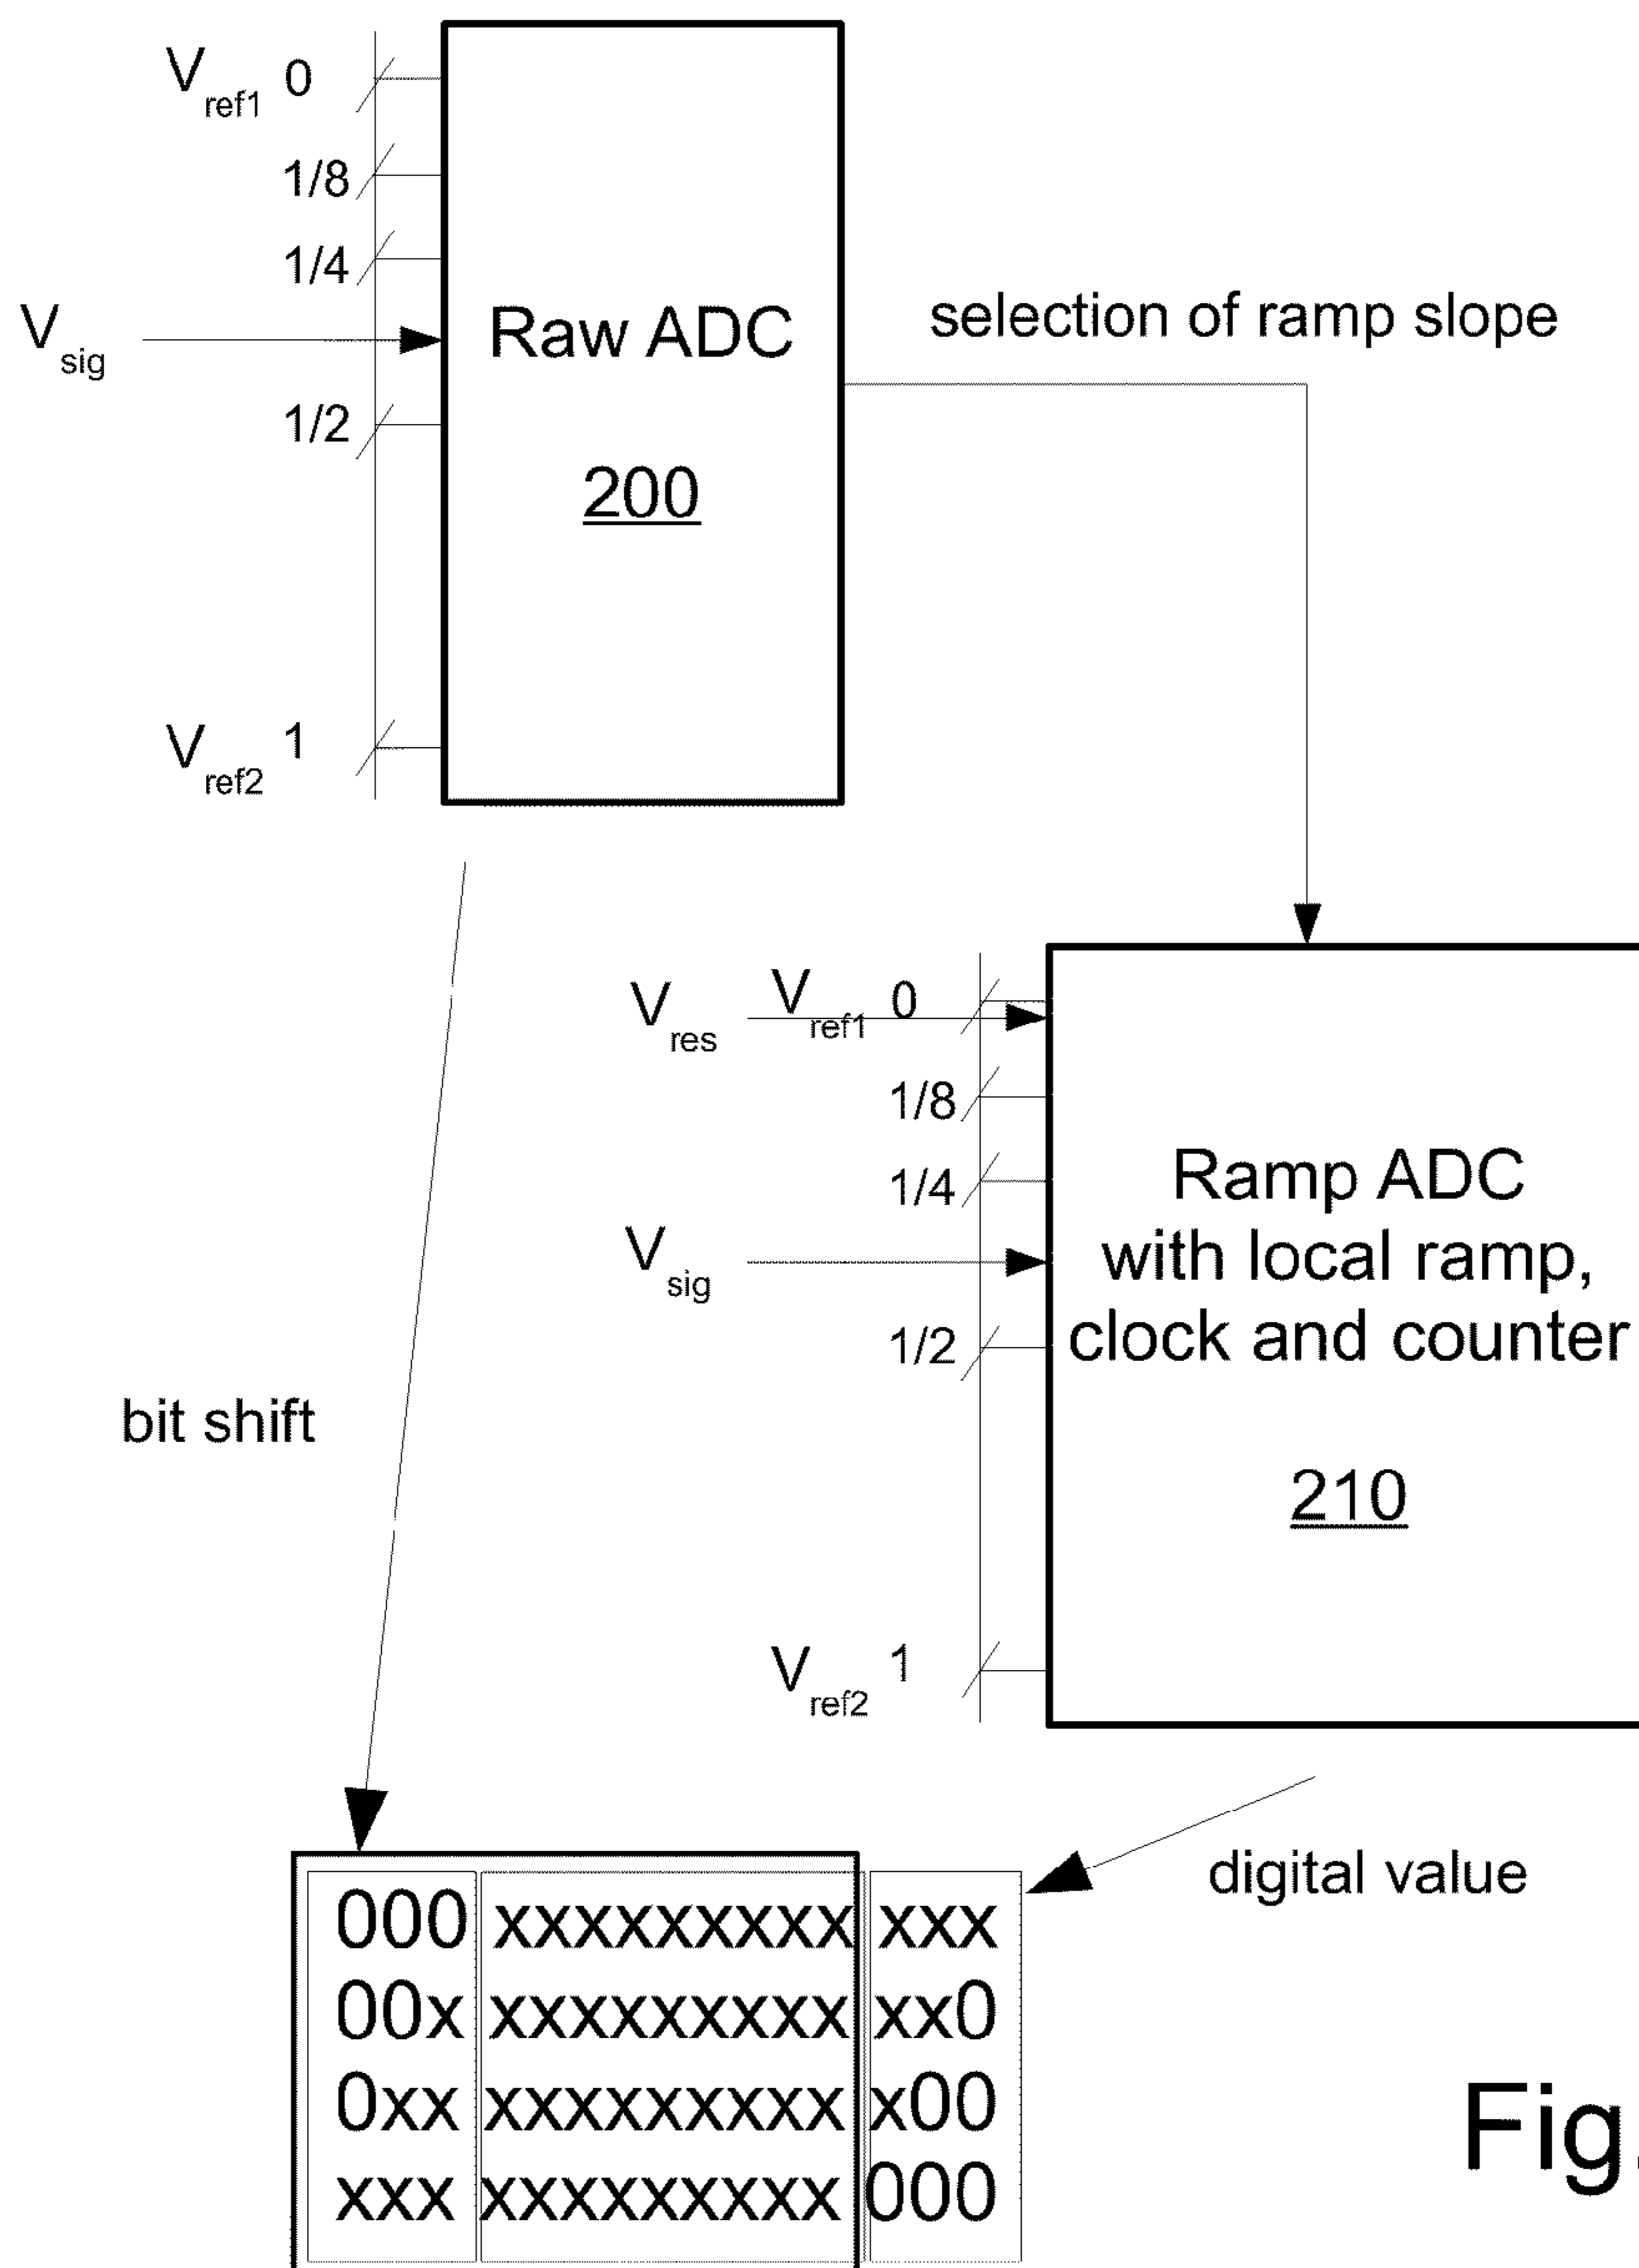 Vref1 0
1/8
1/4
Vsig
1/2
Vref2 1
Raw ADC
200
selection of ramp slope
Vres Vref1 0
1/8
1/4
Vsig
1/2
Vref2 1
Ramp ADC
with local ramp,
clock and counter
210
bit shift
digital value
000 xxxxxxxxx xxx
00x xxxxxxxxx xx0
0xx xxxxxxxxx x00
xxx xxxxxxxxx 000
Fig.